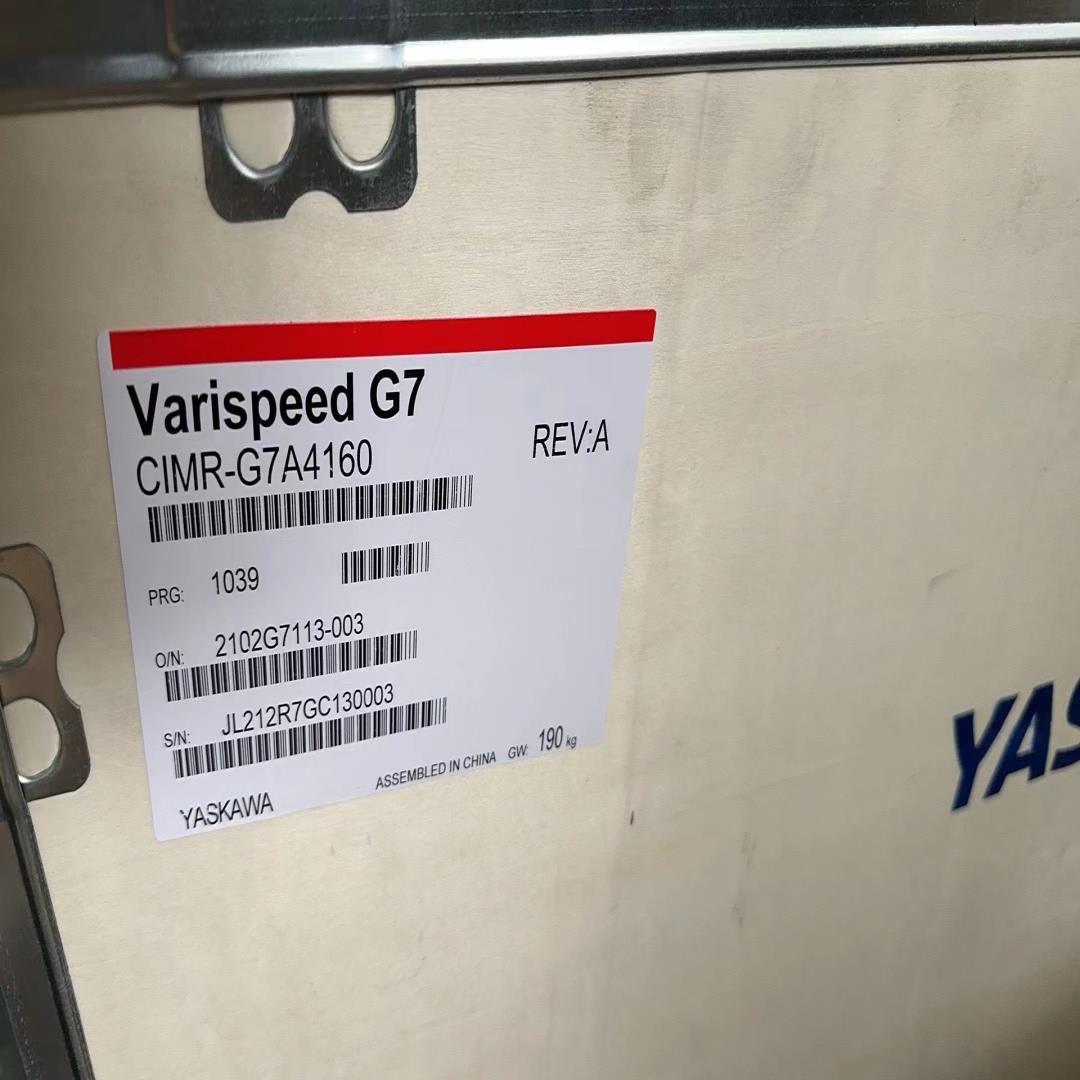 Varispeed G7
CIMR-G7A4160
REV:A
PRG: 1039
O/N: 2102G7113-003
S/N: JL212R7GC130003
ASSEMBLED IN CHINA GW: 190 kg
YASKAWA
YAS